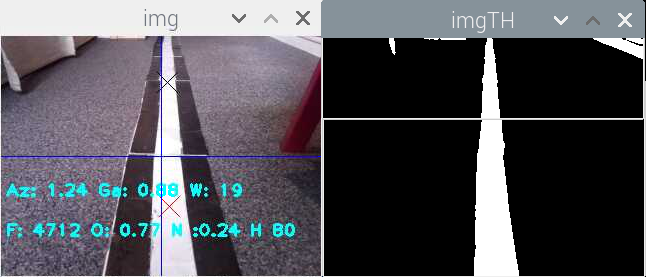 img
imgTH
Az: 1.24 Ga: 0.88 W: 19
F: 4712 O: 0.77 N :0.24 H 80